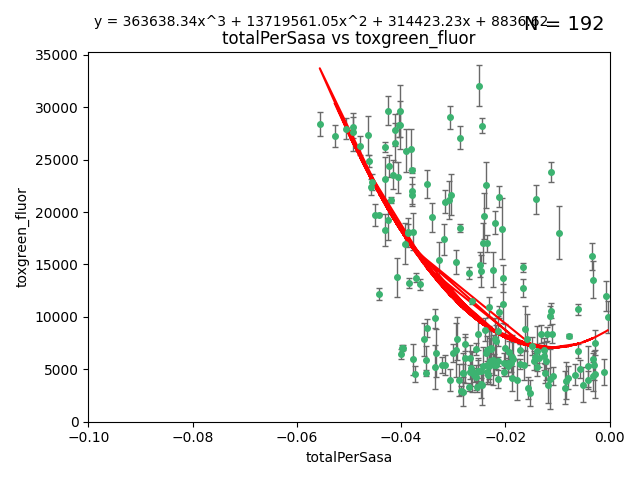 y = 363638.34x^3 + 13719561.05x^2 + 314423.23x + 8836.62
N = 192
totalPerSasa vs toxgreen_fluor
35000
30000
25000
20000
15000
10000
5000
0
toxgreen_fluor
−0.10 −0.08 −0.06 −0.04 −0.02 0.00
totalPerSasa